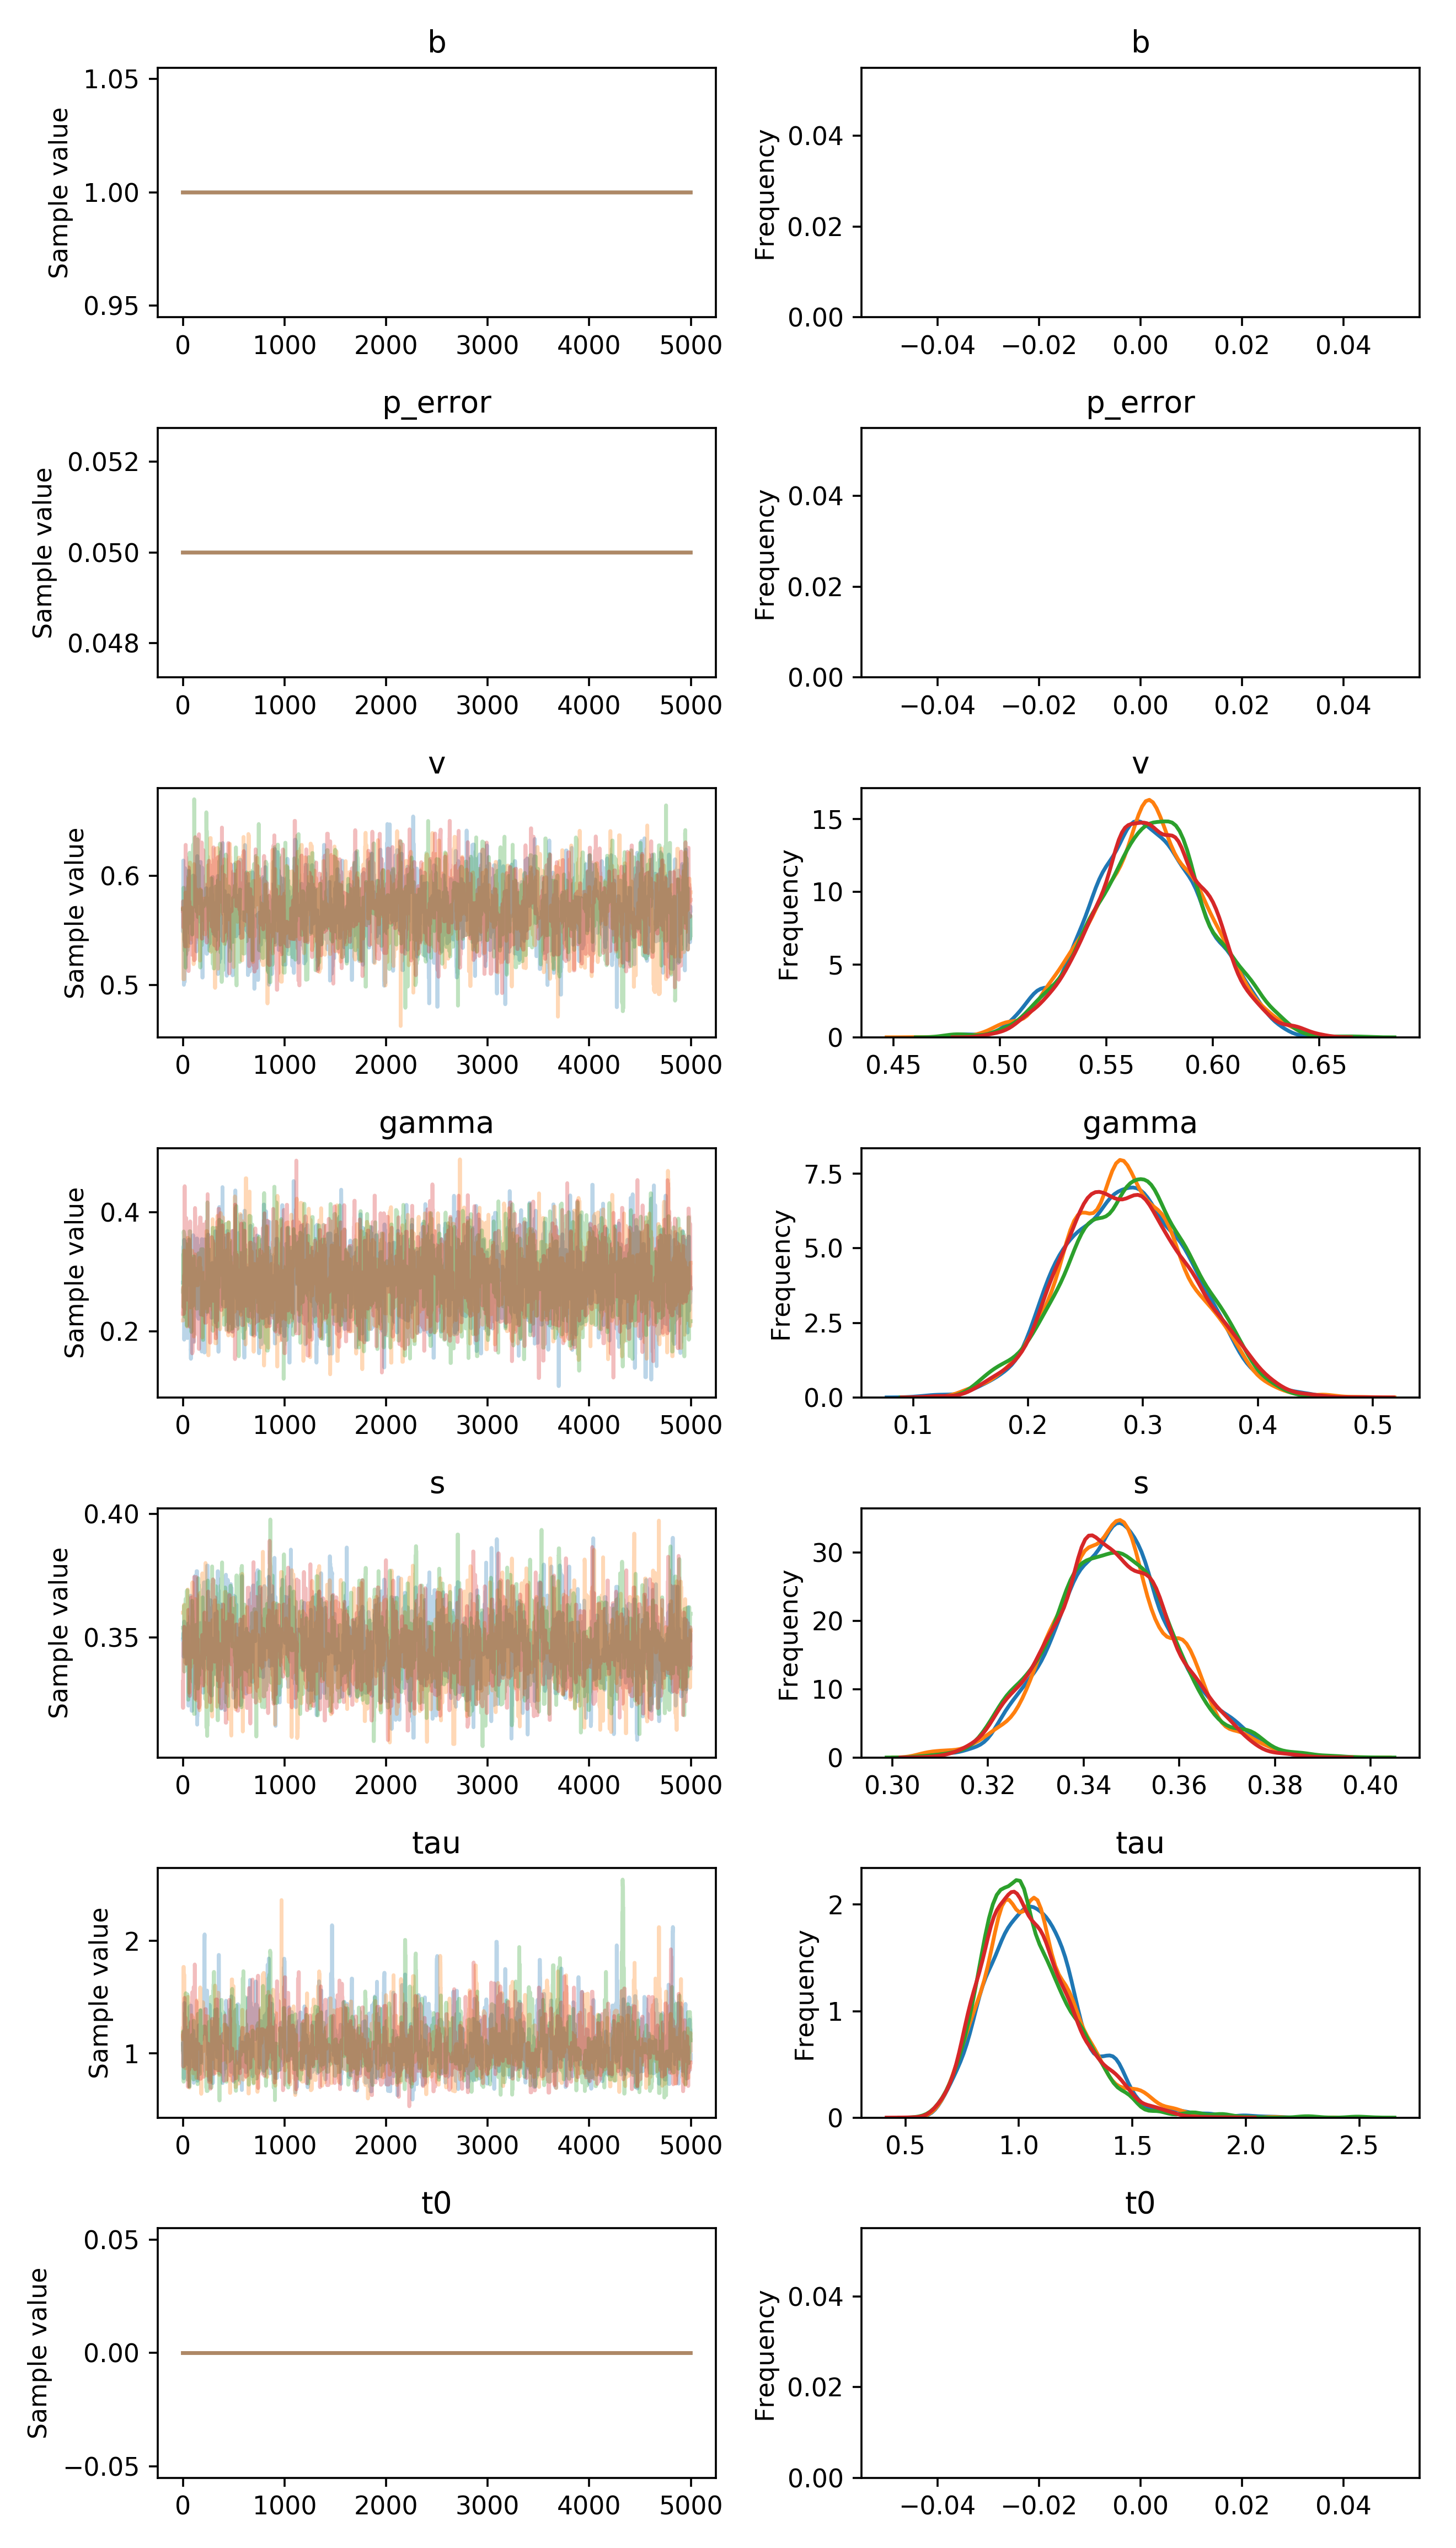 b
b
Sample value
1.05
1.00
0.95
0 1000 2000 3000 4000 5000
Frequency
0.04
0.02
0.00
−0.04 −0.02 0.00 0.02 0.04
p_error
p_error
Sample value
0.052
0.050
0.048
0 1000 2000 3000 4000 5000
Frequency
0.04
0.02
0.00
−0.04 −0.02 0.00 0.02 0.04
v
v
Sample value
0.6
0.5
0 1000 2000 3000 4000 5000
Frequency
15
10
5
0
0.45 0.50 0.55 0.60 0.65
gamma
gamma
Sample value
0.4
0.2
0 1000 2000 3000 4000 5000
Frequency
7.5
5.0
2.5
0.0
0.1 0.2 0.3 0.4 0.5
s
s
Sample value
0.40
0.35
0 1000 2000 3000 4000 5000
Frequency
30
20
10
0
0.30 0.32 0.34 0.36 0.38 0.40
tau
tau
Sample value
2
1
0 1000 2000 3000 4000 5000
Frequency
2
1
0
0.5 1.0 1.5 2.0 2.5
t0
t0
Sample value
0.05
0.00
−0.05
0 1000 2000 3000 4000 5000
Frequency
0.04
0.02
0.00
−0.04 −0.02 0.00 0.02 0.04